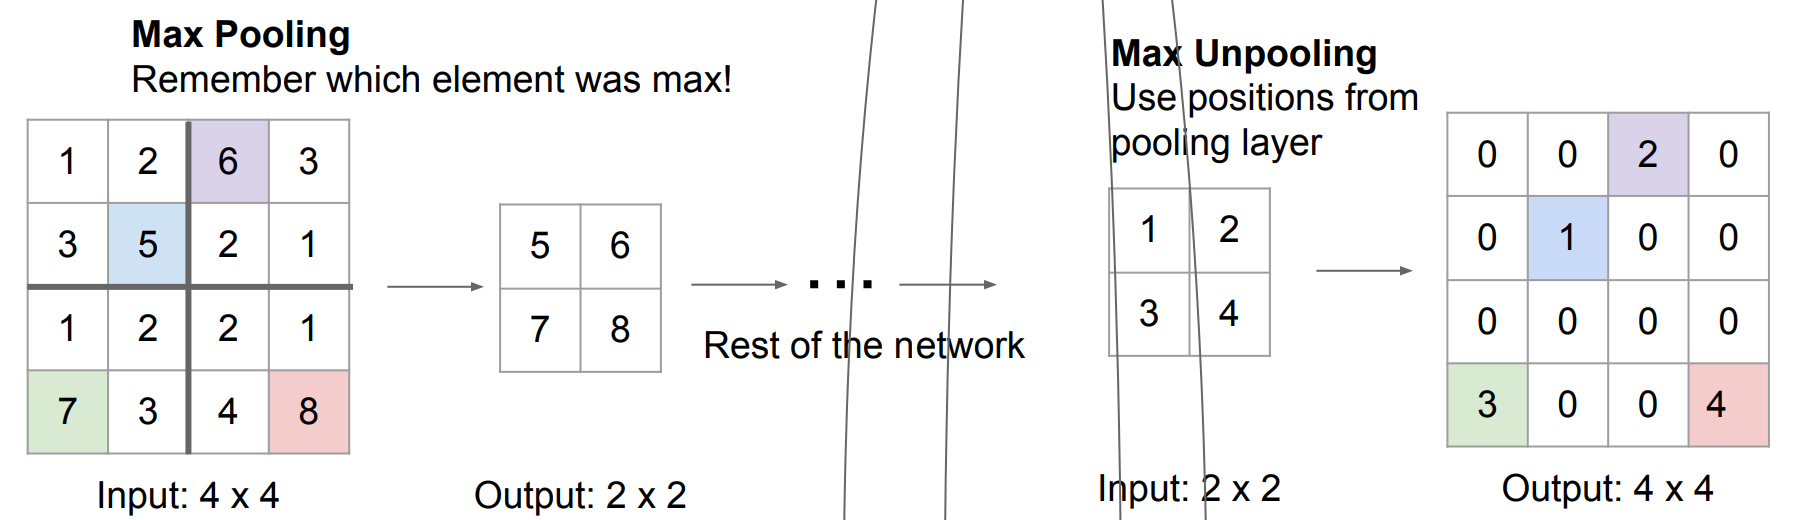 Max Pooling
Remember which element was max!
1 2 6 3
3 5 2 1
1 2 2 1
7 3 4 8
Input: 4 x 4
5 6
7 8
Output: 2 x 2
...
Rest of the network
Max Unpooling
Use positions from
pooling layer
1 2
3 4
Input: 2 x 2
0 0 2 0
0 1 0 0
0 0 0 0
3 0 0 4
Output: 4 x 4